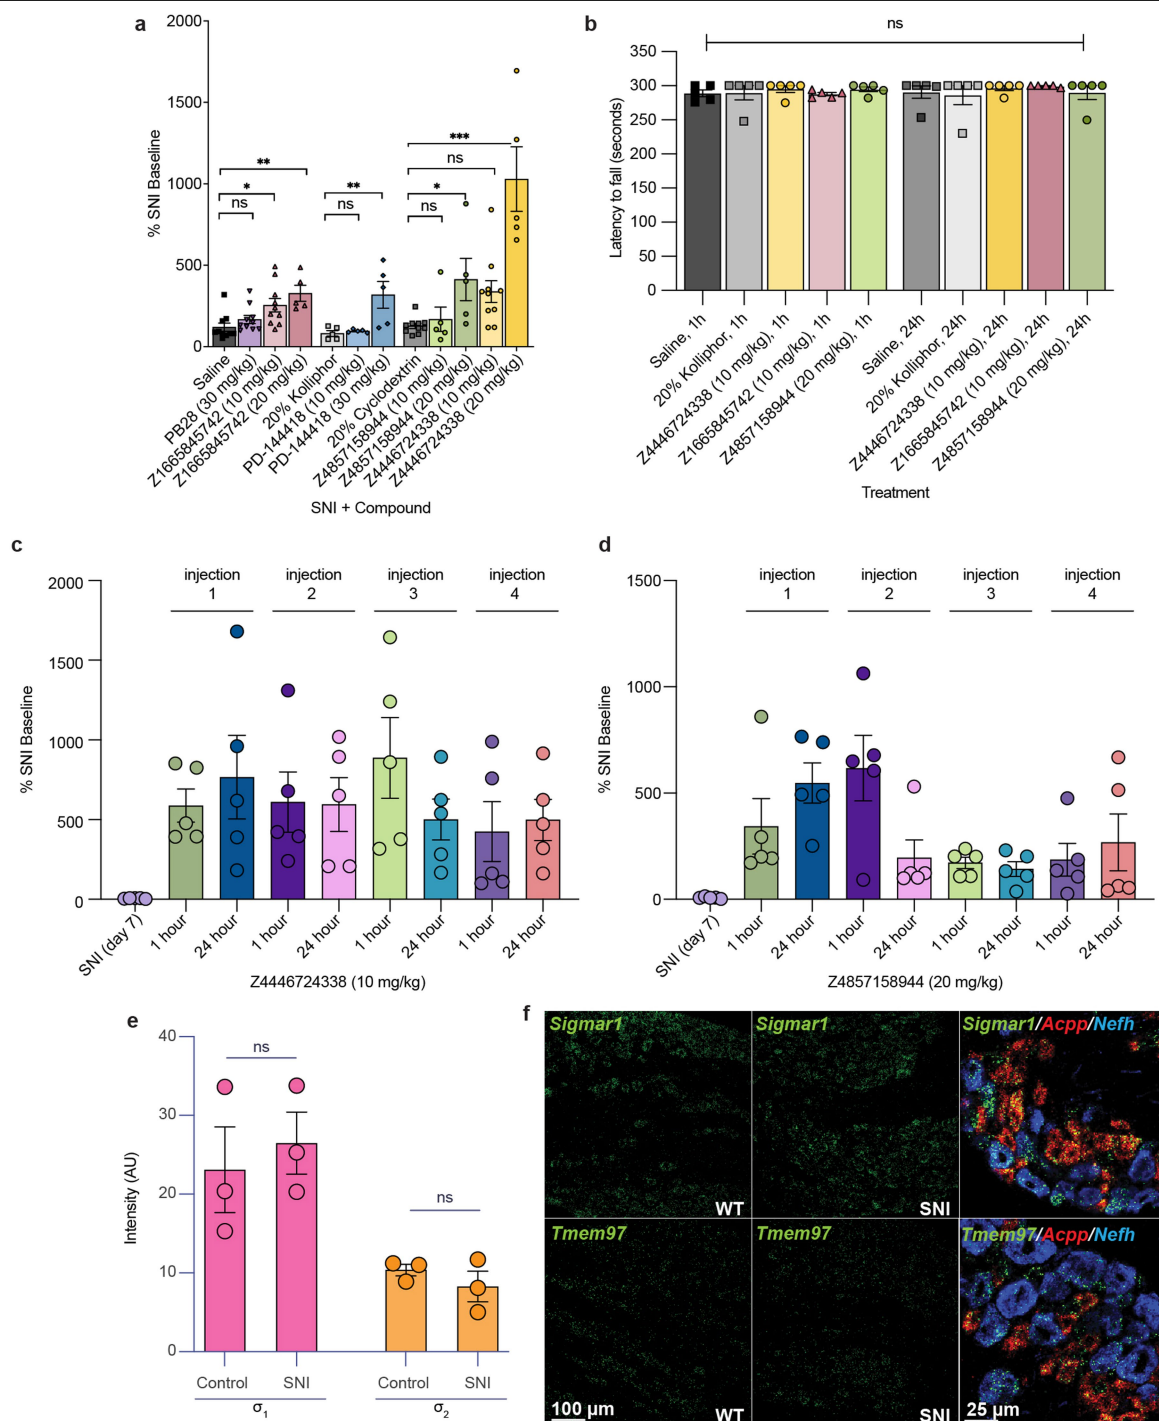 a
2000
1500
1000
500
0
% SNI Baseline
ns
*
**
ns
**
ns
*
ns
***
Saline
PB28 (30 mg/kg)
Z1665845742 (10 mg/kg)
Z1665845742 (20 mg/kg)
20% Kolliphor
PD-144418 (10 mg/kg)
PD-144418 (30 mg/kg)
20% Cyclodextrin
Z4857158944 (10 mg/kg)
Z4857158944 (20 mg/kg)
Z4446724338 (10 mg/kg)
Z4446724338 (20 mg/kg)
SNI + Compound
b
ns
350
300
250
200
150
100
50
0
Latency to fall (seconds)
Saline, 1h
20% Kolliphor, 1h
Z4446724338 (10 mg/kg), 1h
Z1665845742 (10 mg/kg), 1h
Z4857158944 (20 mg/kg), 1h
Saline, 24h
20% Kolliphor, 24h
Z4446724338 (10 mg/kg), 24h
Z1665845742 (10 mg/kg), 24h
Z4857158944 (20 mg/kg), 24h
Treatment
c
2000
1500
1000
500
0
% SNI Baseline
injection
1
injection
2
injection
3
injection
4
SNI (day 7)
1 hour
24 hour
1 hour
24 hour
1 hour
24 hour
1 hour
24 hour
Z4446724338 (10 mg/kg)
d
1500
1000
500
0
% SNI Baseline
injection
1
injection
2
injection
3
injection
4
SNI (day 7)
1 hour
24 hour
1 hour
24 hour
1 hour
24 hour
1 hour
24 hour
Z4857158944 (20 mg/kg)
e
40
30
20
10
0
Intensity (AU)
ns
ns
Control
SNI
Control
SNI
σ1
σ2
f
Sigmar1
WT
Sigmar1
SNI
Sigmar1/Acpp/Nefh
Tmem97
100 µm
WT
Tmem97
SNI
Tmem97/Acpp/Nefh
25 µm